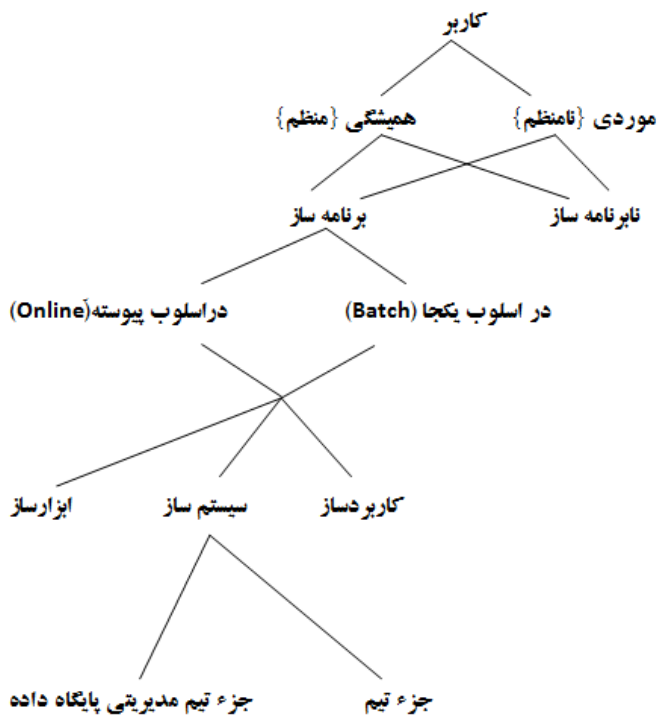 کاربر
موردی {نامنظم}
همیشگی {منظم}
نابرنامه ساز
برنامه ساز
در اسلوب یکجا (Batch)
دراسلوب پیوسته(Online)
کاربردساز
سیستم ساز
ابزارساز
جزء تیم
جزء تیم مدیریتی پایگاه داده